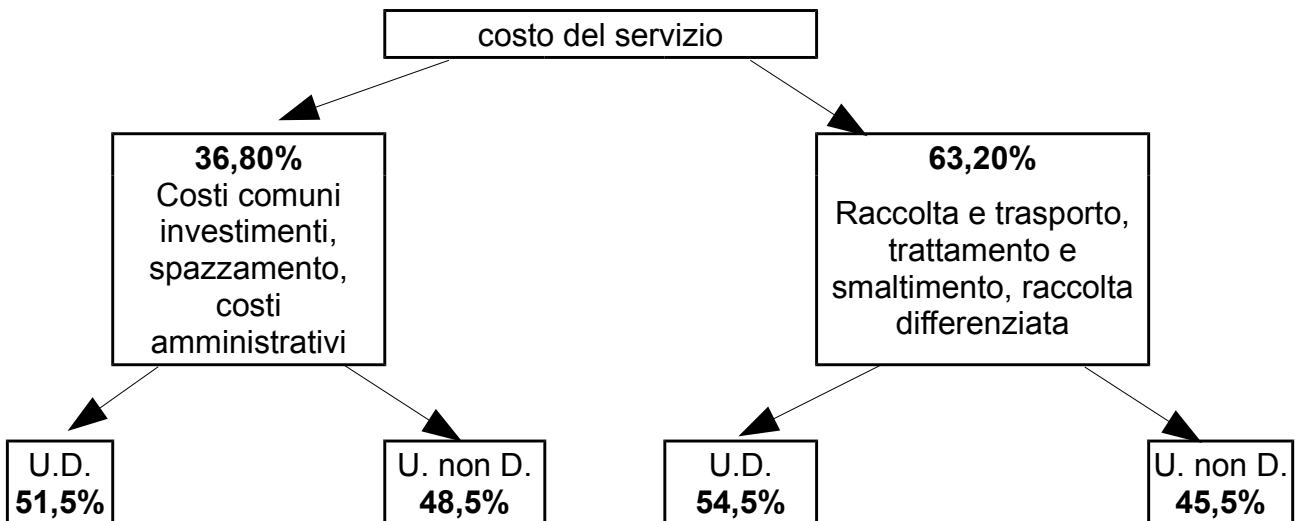 costo del servizio
36,80%
Costi comuni
investimenti,
spazzamento,
costi
amministrativi
63,20%
Raccolta e trasporto,
trattamento e
smaltimento, raccolta
differenziata
U.D.
51,5%
U. non D.
48,5%
U.D.
54,5%
U. non D.
45,5%